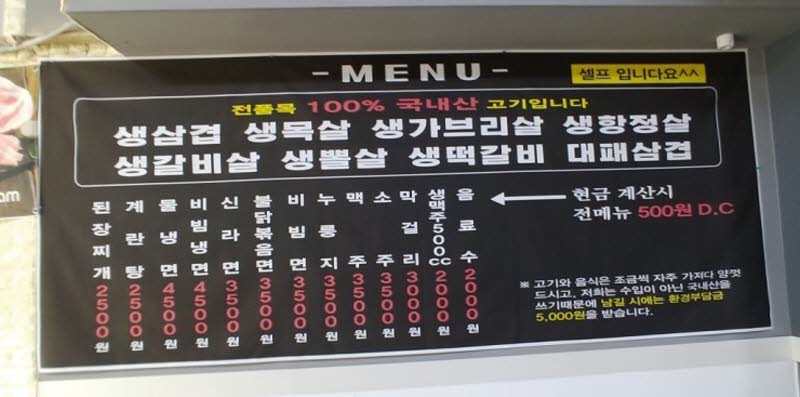 -MENU-
셀프 입니다요^^
전품목 100% 국내산 고기입니다
생삼겹 생목살 생가브리살 생항정살
생갈비살 생뽈살 생떡갈비 대패삼겹
된장찌개 2500원
계란탕 2500원
물냉면 4500원
비빔냉면 4500원
신라면 3500원
불닭볶음면 3500원
비빔면 3500원
누룽지 3500원
맥주 3500원
소주 3500원
막걸리 3000원
생맥주500cc 2000원
음료수 2000원
현금 계산시
전메뉴 500원 D.C
※ 고기와 음식은 조금씩 자주 가져다 양껏
드시고, 저희는 수입이 아닌 국내산을
쓰기때문에 남길 시에는 환경부담금
5,000원을 받습니다.
am